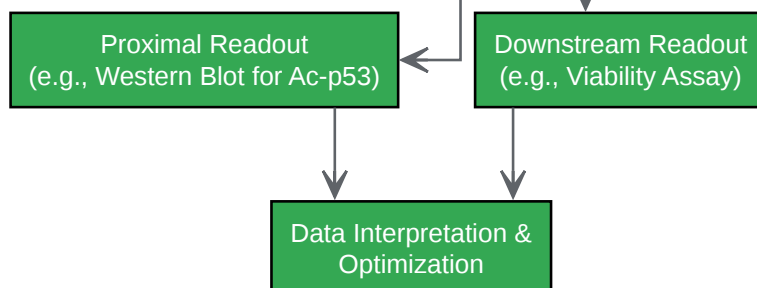 Proximal Readout
(e.g., Western Blot for Ac-p53)
Downstream Readout
(e.g., Viability Assay)
Data Interpretation &
Optimization